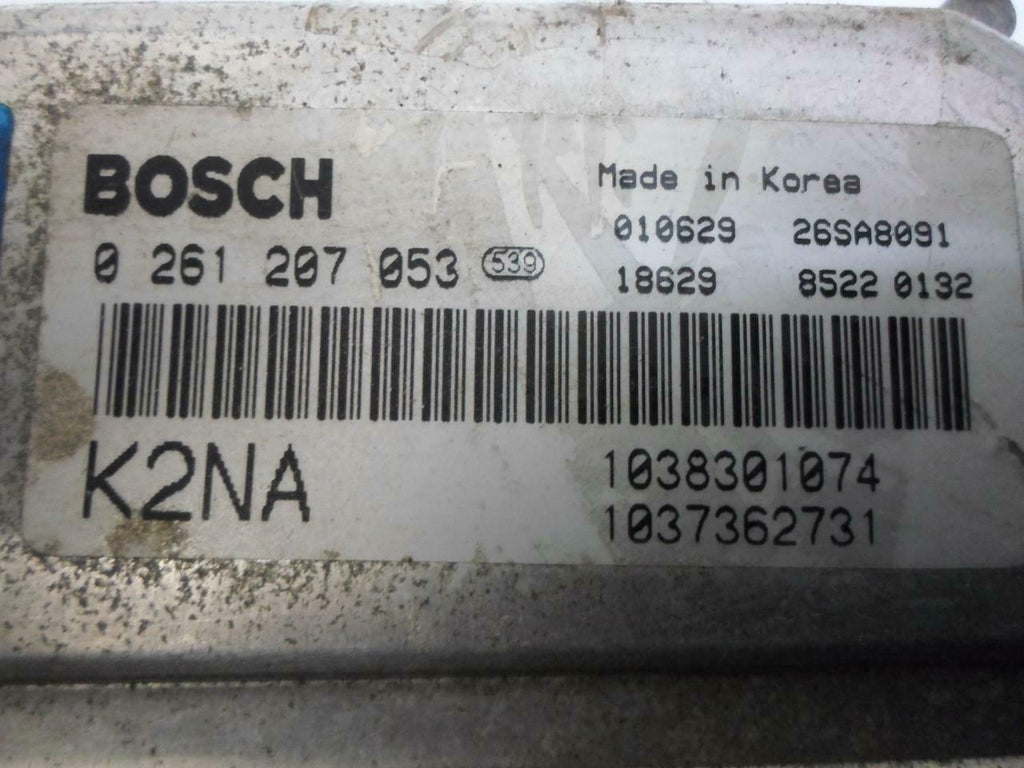 BOSCH
Made in Korea
010629 26SA8091
0 261 207 053 539
18629 8522 0132
K2NA
1038301074
1037362731